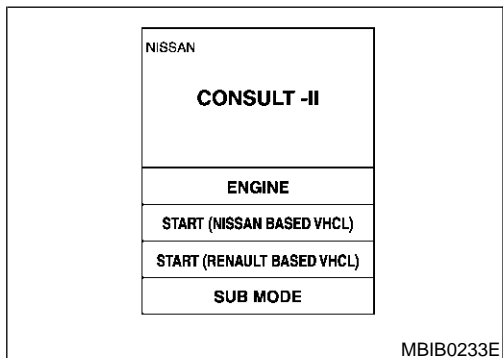 NISSAN
CONSULT -II
ENGINE
START (NISSAN BASED VHCL)
START (RENAULT BASED VHCL)
SUB MODE
MBIB0233E